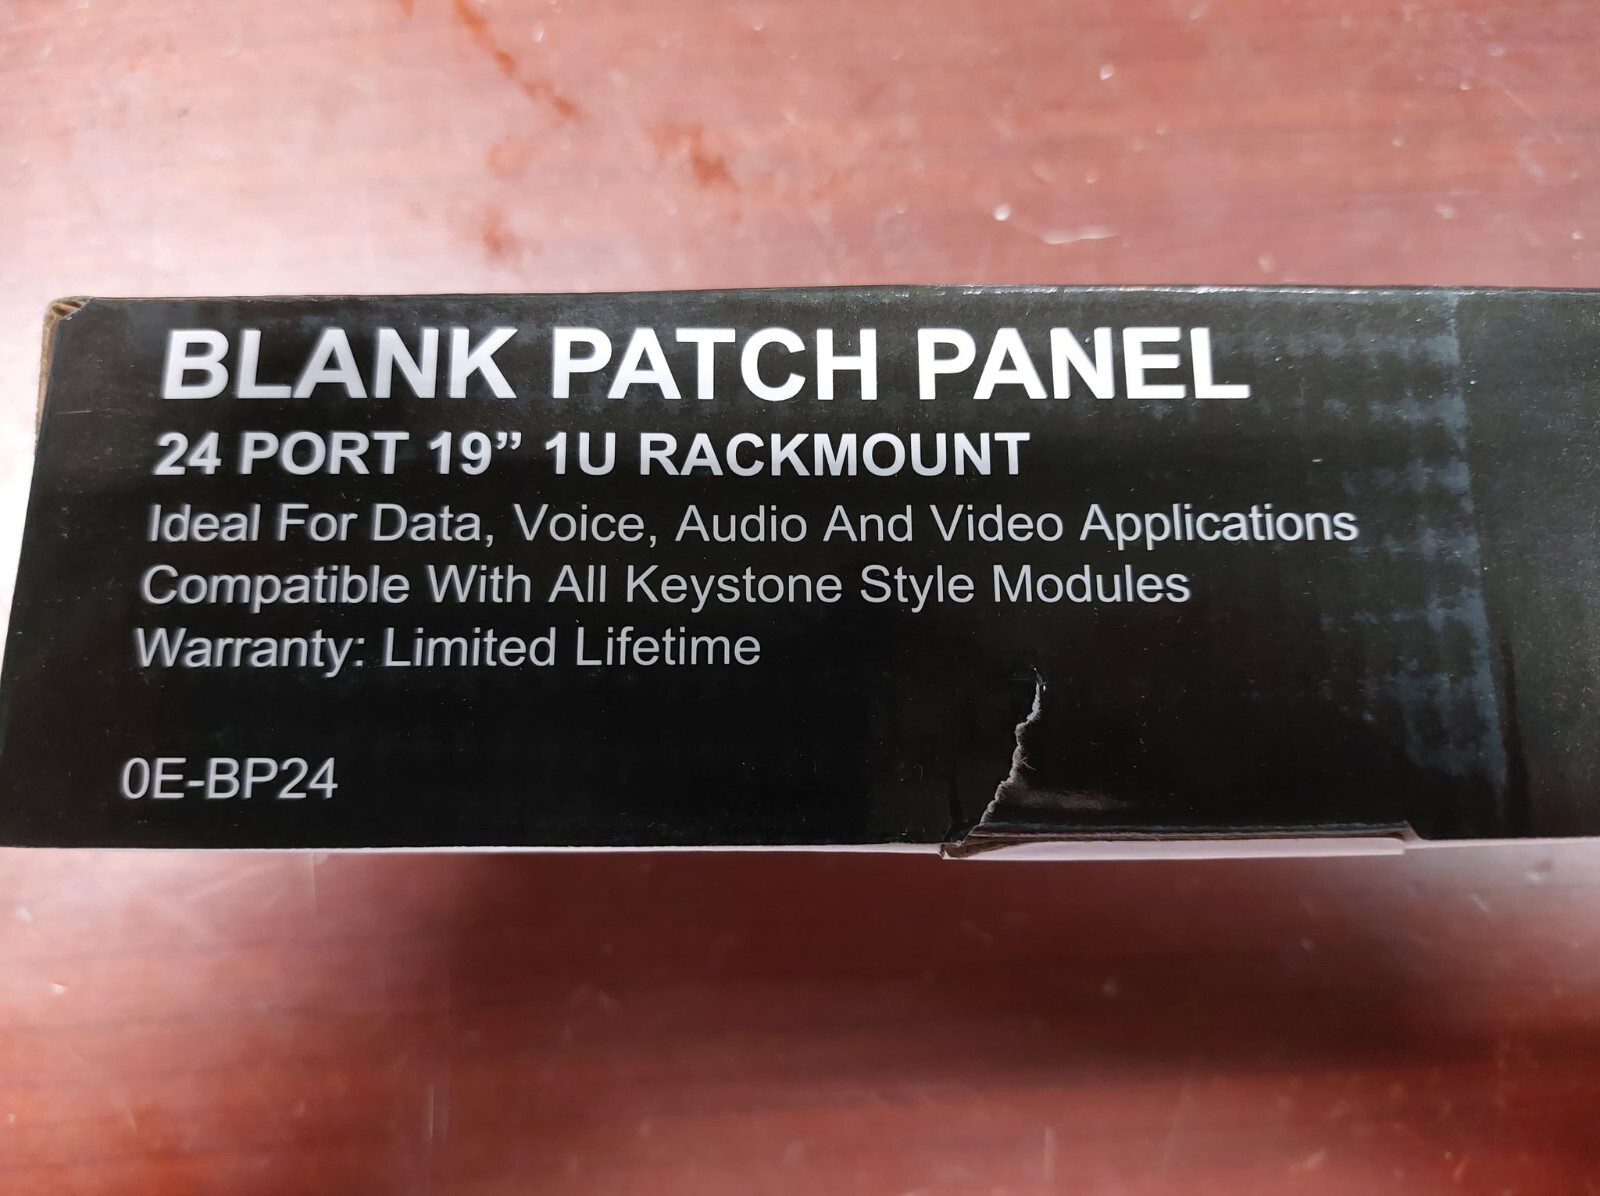 BLANK PATCH PANEL
24 PORT 19” 1U RACKMOUNT
Ideal For Data, Voice, Audio And Video Applications
Compatible With All Keystone Style Modules
Warranty: Limited Lifetime
0E-BP24